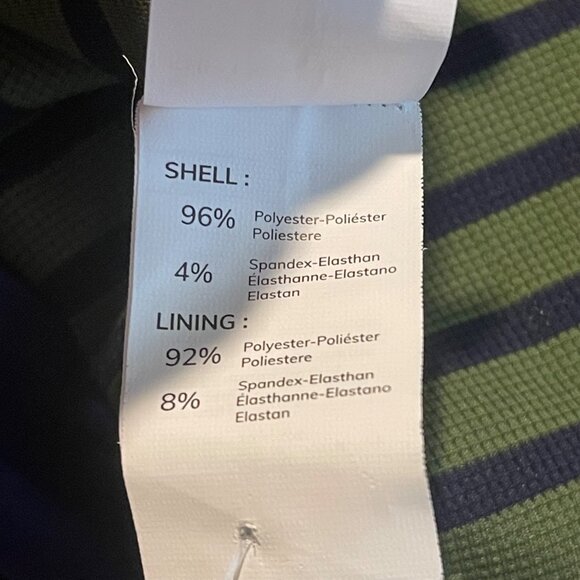 SHELL :
96% Polyester-Poliéster
Poliestere
4% Spandex-Elasthan
Élasthanne-Elastano
Elastan
LINING :
92% Polyester-Poliéster
Poliestere
8% Spandex-Elasthan
Élasthanne-Elastano
Elastan